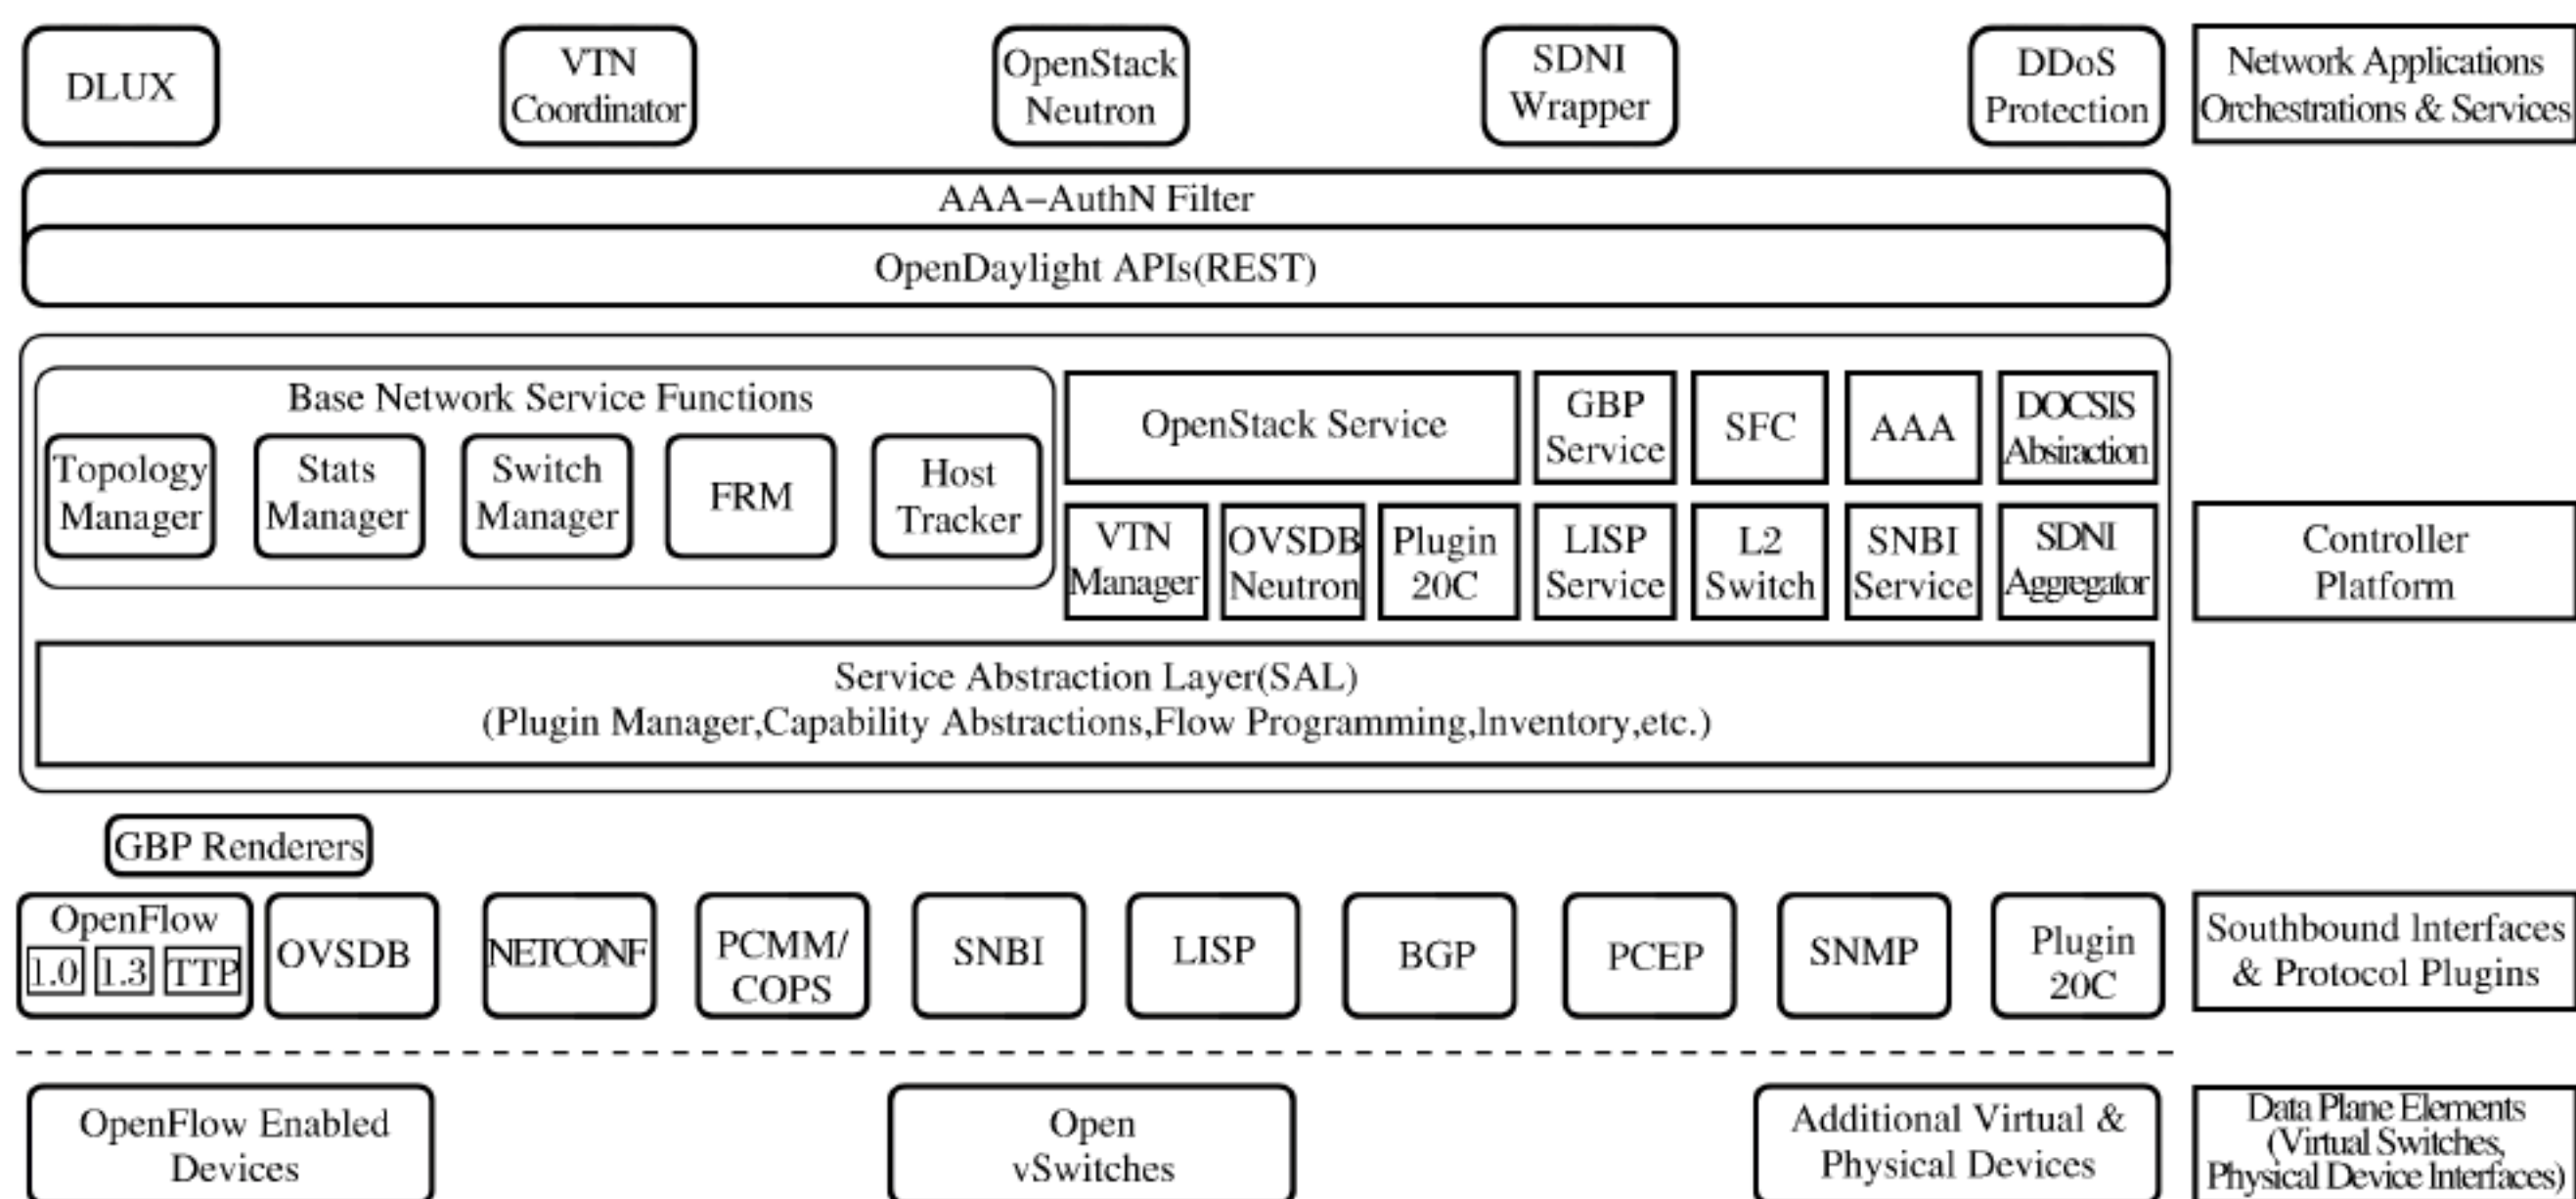 DLUX
VTN
Coordinator
OpenStack
Neutron
SDNI
Wrapper
DDoS
Protection
Network Applications
Orchestrations & Services
AAA–AuthN Filter
OpenDaylight APIs(REST)
Base Network Service Functions
Topology
Manager
Stats
Manager
Switch
Manager
FRM
Host
Tracker
OpenStack Service
GBP
Service
SFC
AAA
DOCSIS
Absiraction
VTN
Manager
OVSDB
Neutron
Plugin
20C
LISP
Service
L2
Switch
SNBI
Service
SDNI
Aggregator
Controller
Platform
Service Abstraction Layer(SAL)
(Plugin Manager,Capability Abstractions,Flow Programming,lnventory,etc.)
GBP Renderers
OpenFlow
1.0 1.3 TTP
OVSDB
NETCONF
PCMM/
COPS
SNBI
LISP
BGP
PCEP
SNMP
Plugin
20C
Southbound lnterfaces
& Protocol Plugins
OpenFlow Enabled
Devices
Open
vSwitches
Additional Virtual &
Physical Devices
Data Plane Elements
(Virtual Switches,
Physical Device Interfaces)